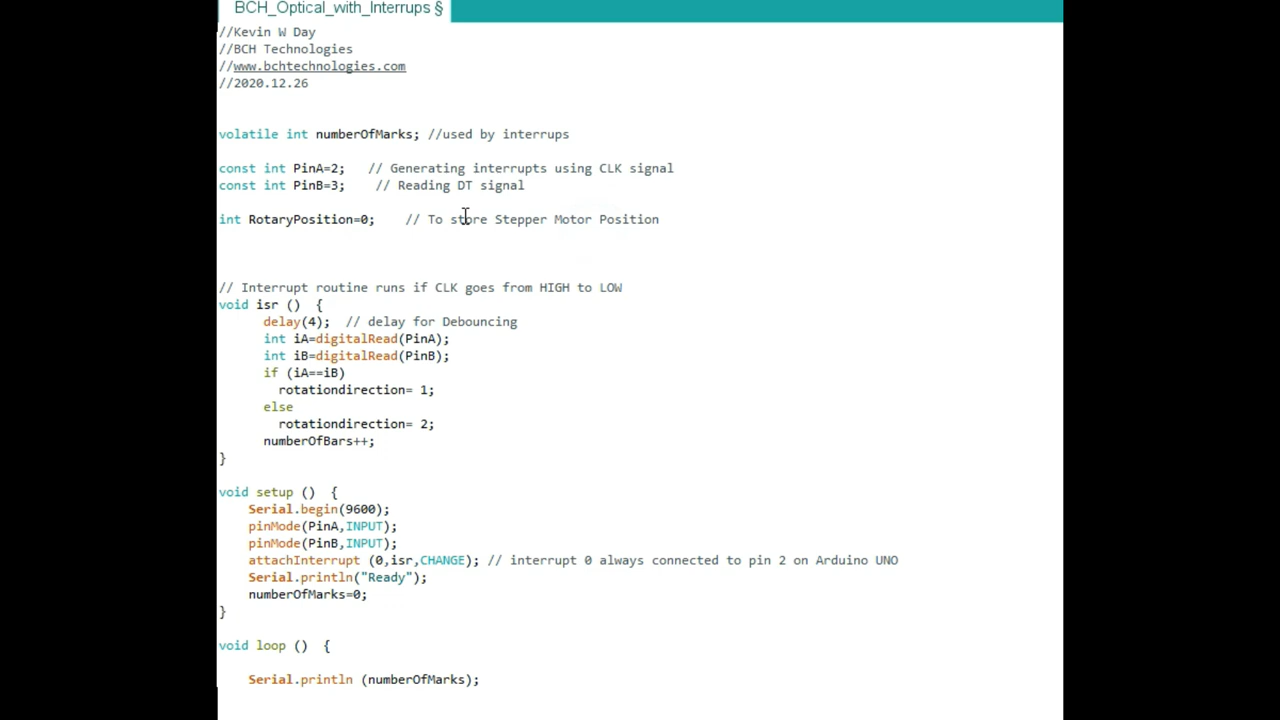 BCH_Optical_with_Interrups §
//Kevin W Day
//BCH Technologies
//www.bchtechnologies.com
//2020.12.26
volatile int numberOfMarks; //used by interrups
const int PinA=2;   // Generating interrupts using CLK signal
const int PinB=3;    // Reading DT signal
int RotaryPosition=0;    // To store Stepper Motor Position
// Interrupt routine runs if CLK goes from HIGH to LOW
void isr ()  {
      delay(4);  // delay for Debouncing
      int iA=digitalRead(PinA);
      int iB=digitalRead(PinB);
      if (iA==iB)
        rotationdirection= 1;
      else
        rotationdirection= 2;
      numberOfBars++;
}
void setup ()  {
    Serial.begin(9600);
    pinMode(PinA,INPUT);
    pinMode(PinB,INPUT);
    attachInterrupt (0,isr,CHANGE); // interrupt 0 always connected to pin 2 on Arduino UNO
    Serial.println("Ready");
    numberOfMarks=0;
}
void loop ()  {
    Serial.println (numberOfMarks);